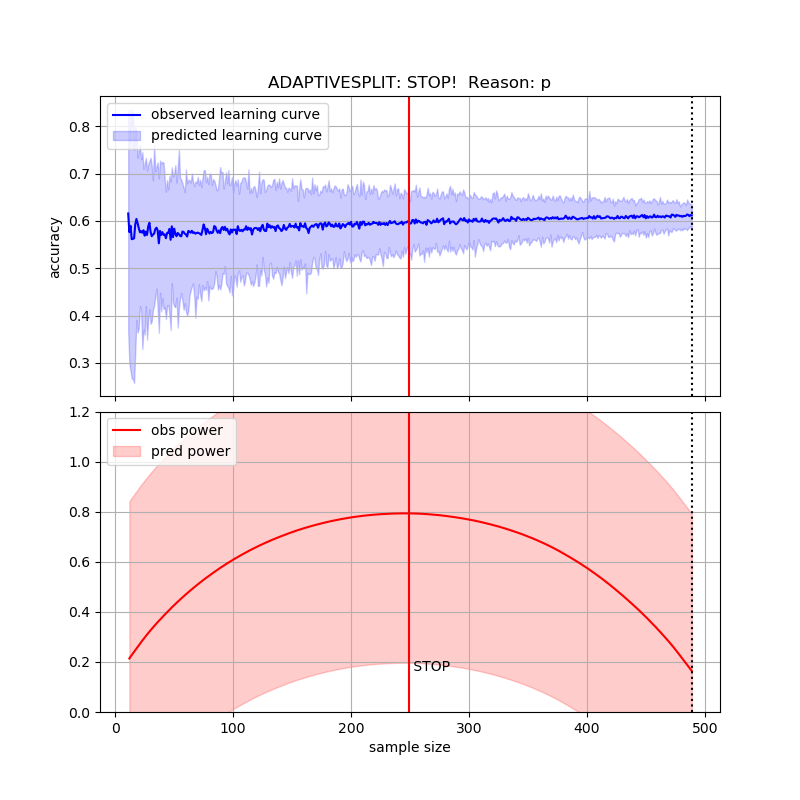 ADAPTIVESPLIT: STOP!  Reason: p
observed learning curve
predicted learning curve
0.8
0.7
0.6
0.5
0.4
0.3
accuracy
obs power
pred power
1.2
1.0
0.8
0.6
0.4
0.2
0.0
STOP
0 100 200 300 400 500
sample size